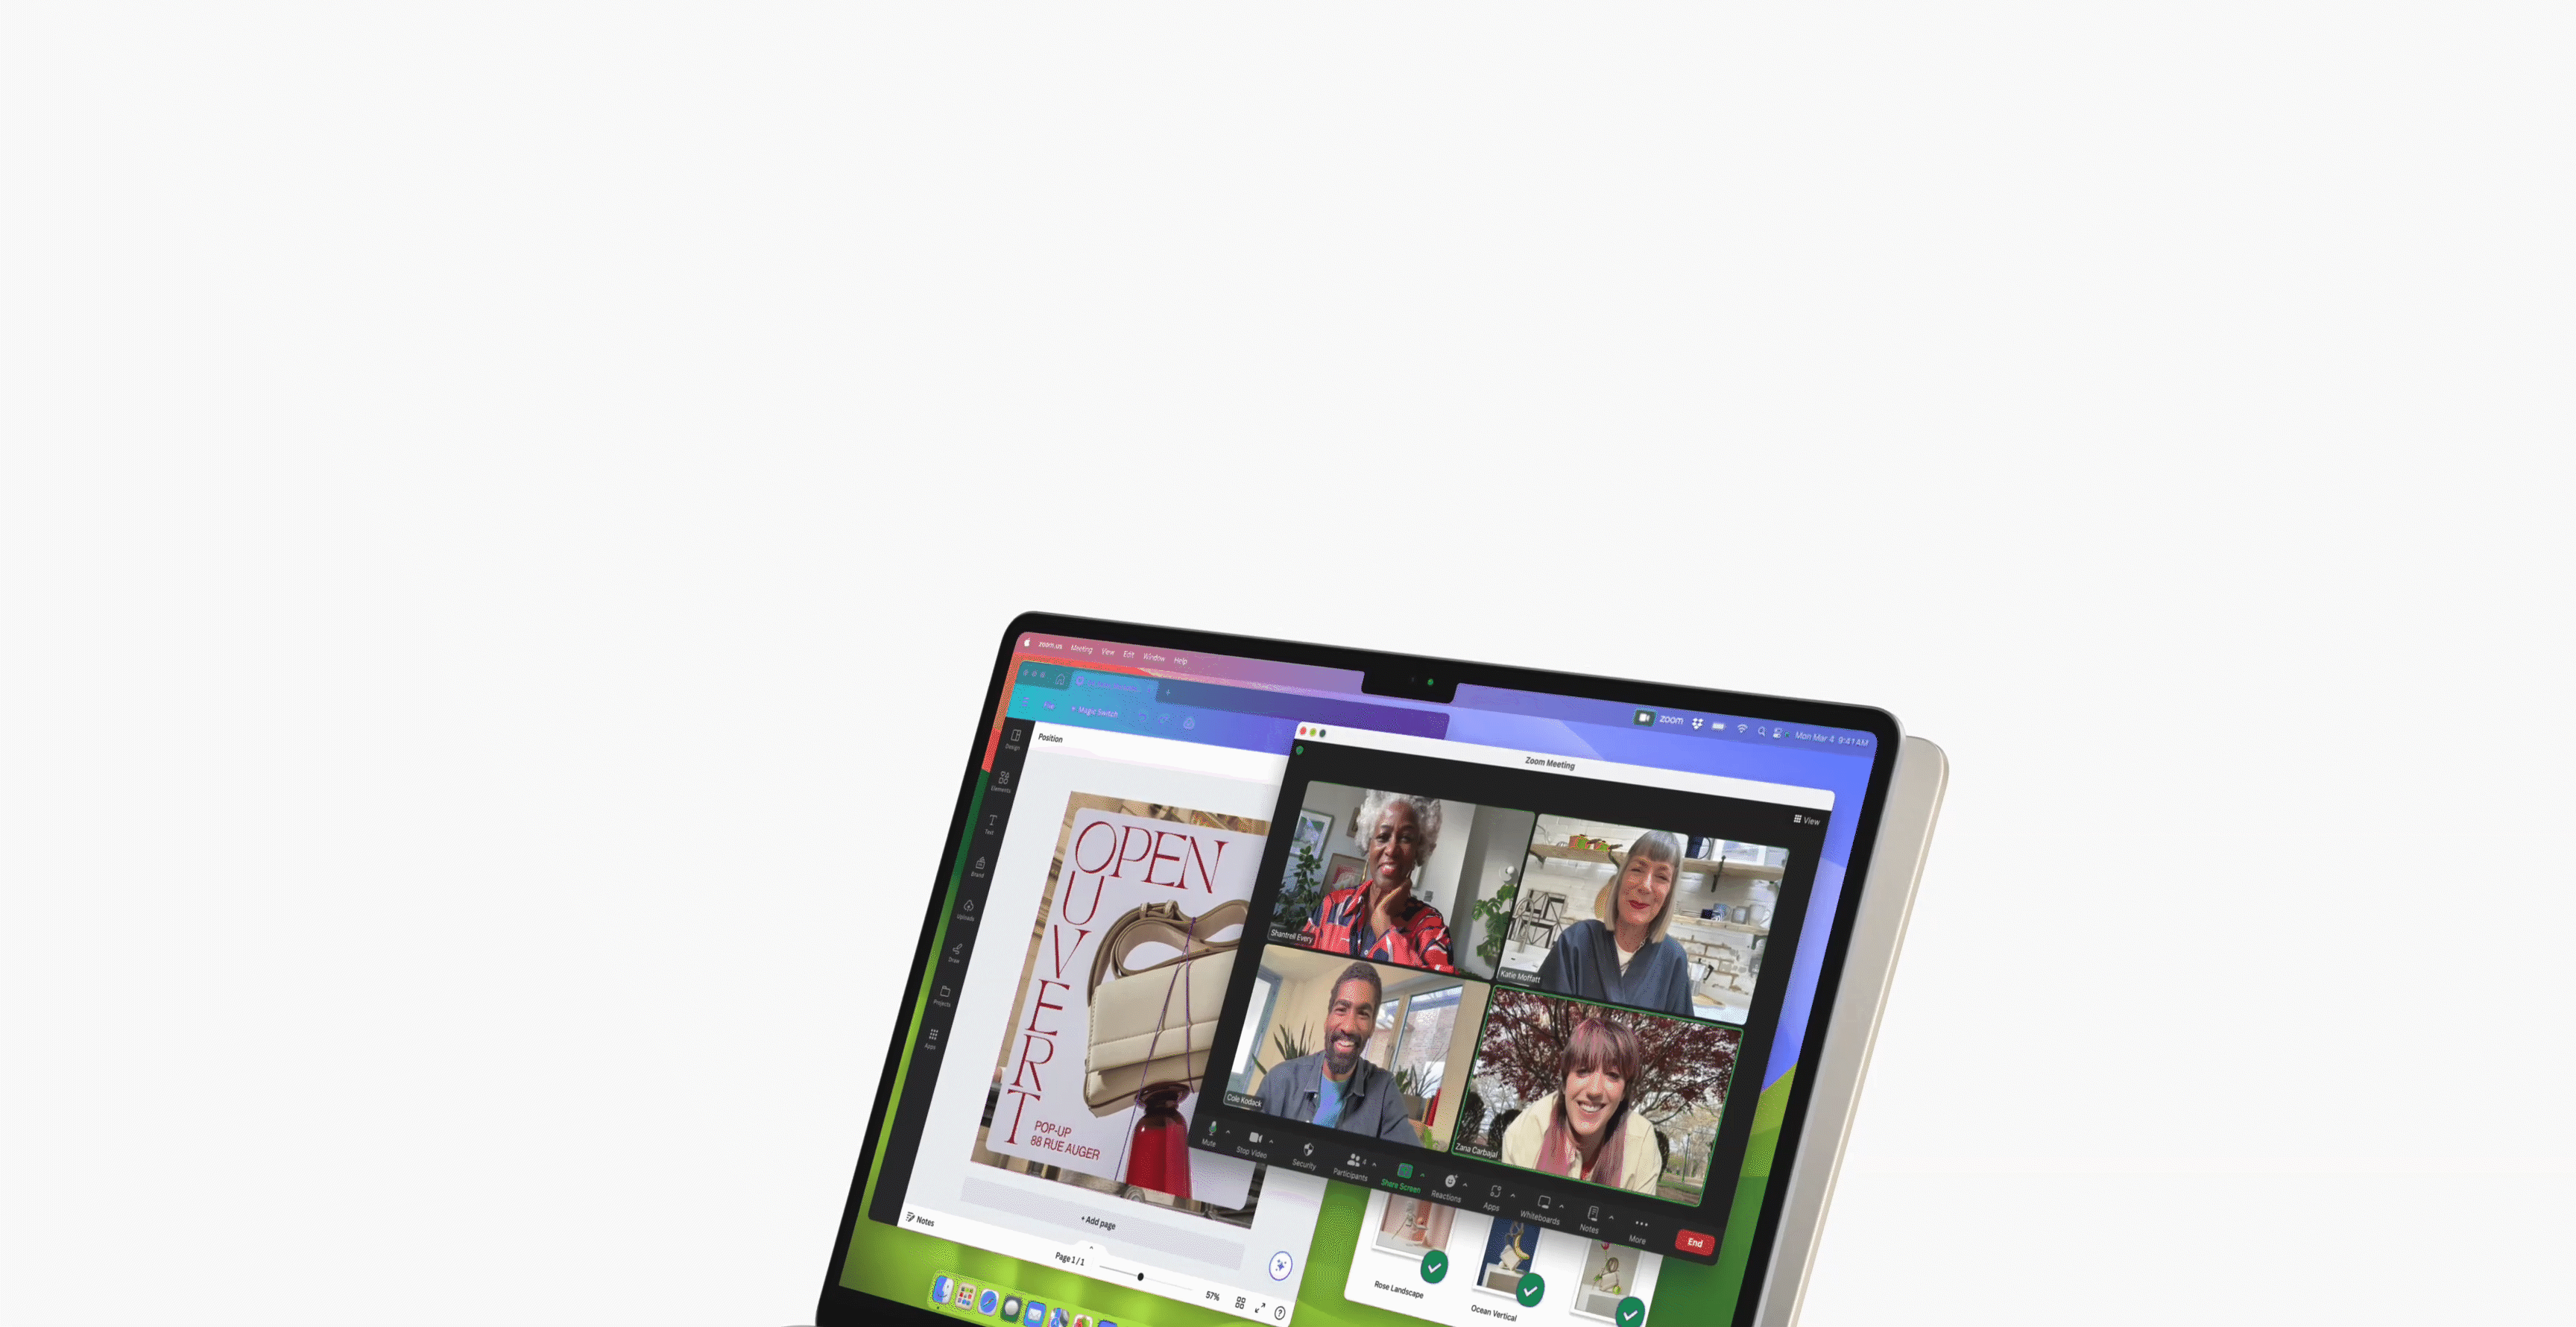 zoom.us Meeting View Edit Window Help
zoom Mon Mar 4 9:41 AM
Magic Switch
Position
Design
Elements
Text
Brand
Uploads
Draw
Projects
Apps
OPEN
OUVERT
POP-UP
88 RUE AUGER
+ Add page
Notes
Page 1 / 1
57%
Zoom Meeting
View
Shantrell Every
Katie Moffatt
Cole Kodack
Zana Carbajal
Mute
Stop Video
Security
Participants 4
Share Screen
Reactions
Apps
Whiteboards
Notes
More
End
Rose Landscape
Ocean Vertical